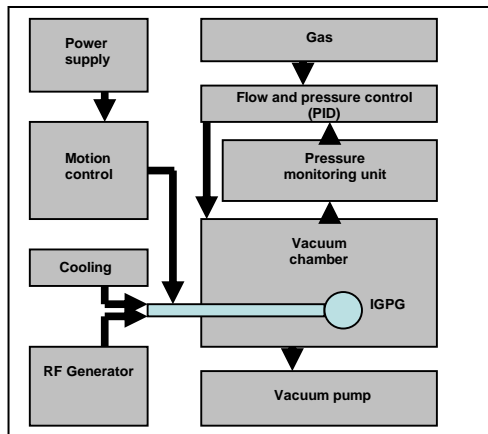 Power
supply
Gas
Flow and pressure control
(PID)
Motion
control
Pressure
monitoring unit
Vacuum
chamber
Cooling
IGPG
RF Generator
Vacuum pump